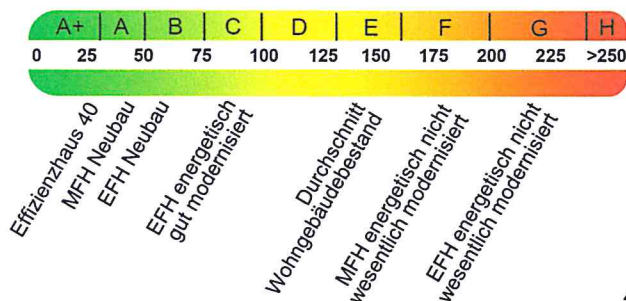 A+ A B C D E F G H
0 25 50 75 100 125 150 175 200 225 >250
Effizienzhaus 40
MFH Neubau
EFH Neubau
EFH energetisch
gut modernisiert
Durchschnitt
Wohngebäudebestand
MFH energetisch nicht
wesentlich modernisiert
EFH energetisch nicht
wesentlich modernisiert